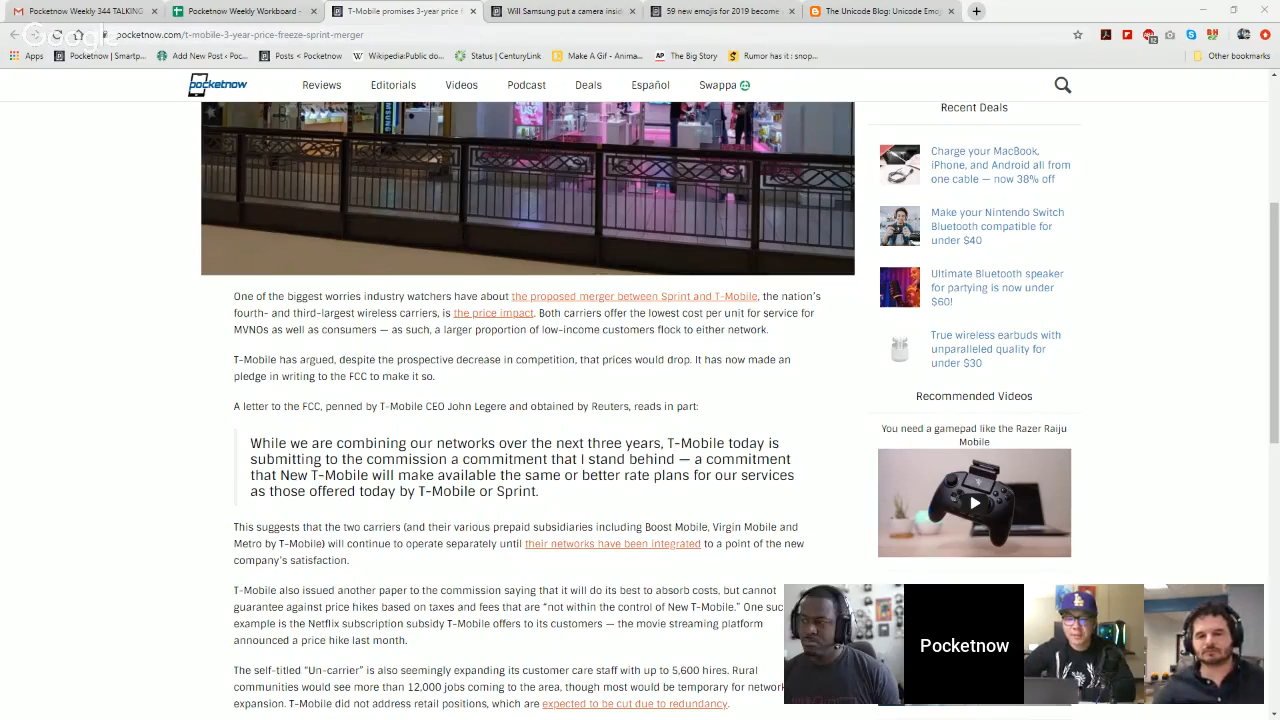 Pocketnow Weekly 344 TALKING
Pocketnow Weekly Workboard -
T-Mobile promises 3-year price
Will Samsung put a camera insid
59 new emojis for 2019 become
The Unicode Blog: Unicode Emoj
Google
pocketnow.com/t-mobile-3-year-price-freeze-sprint-merger
Apps
Pocketnow | Smartp...
Add New Post ‹ Pock
Posts ‹ Pocketnow
Wikipedia:Public do...
Status | CenturyLink
Make A Gif - Animat...
The Big Story
Rumor has it : snop...
Other bookmarks
pocketnow
Reviews
Editorials
Videos
Podcast
Deals
Español
Swappa
SAMSUNG
One of the biggest worries industry watchers have about the proposed merger between Sprint and T-Mobile, the nation's
fourth- and third-largest wireless carriers, is the price impact. Both carriers offer the lowest cost per unit for service for
MVNOs as well as consumers — as such, a larger proportion of low-income customers flock to either network.
T-Mobile has argued, despite the prospective decrease in competition, that prices would drop. It has now made an
pledge in writing to the FCC to make it so.
A letter to the FCC, penned by T-Mobile CEO John Legere and obtained by Reuters, reads in part:
While we are combining our networks over the next three years, T-Mobile today is
submitting to the commission a commitment that I stand behind — a commitment
that New T-Mobile will make available the same or better rate plans for our services
as those offered today by T-Mobile or Sprint.
This suggests that the two carriers (and their various prepaid subsidiaries including Boost Mobile, Virgin Mobile and
Metro by T-Mobile) will continue to operate separately until their networks have been integrated to a point of the new
company's satisfaction.
T-Mobile also issued another paper to the commission saying that it will do its best to absorb costs, but cannot
guarantee against price hikes based on taxes and fees that are "not within the control of New T-Mobile." One suc
example is the Netflix subscription subsidy T-Mobile offers to its customers — the movie streaming platform
announced a price hike last month.
The self-titled "Un-carrier" is also seemingly expanding its customer care staff with up to 5,600 hires. Rural
communities would see more than 12,000 jobs coming to the area, though most would be temporary for network
expansion. T-Mobile did not address retail positions, which are expected to be cut due to redundancy.
Recent Deals
Charge your MacBook,
iPhone, and Android all from
one cable — now 38% off
Make your Nintendo Switch
Bluetooth compatible for
under $40
Ultimate Bluetooth speaker
for partying is now under
$60!
True wireless earbuds with
unparalleled quality for
under $30
Recommended Videos
You need a gamepad like the Razer Raiju
Mobile
Pocketnow